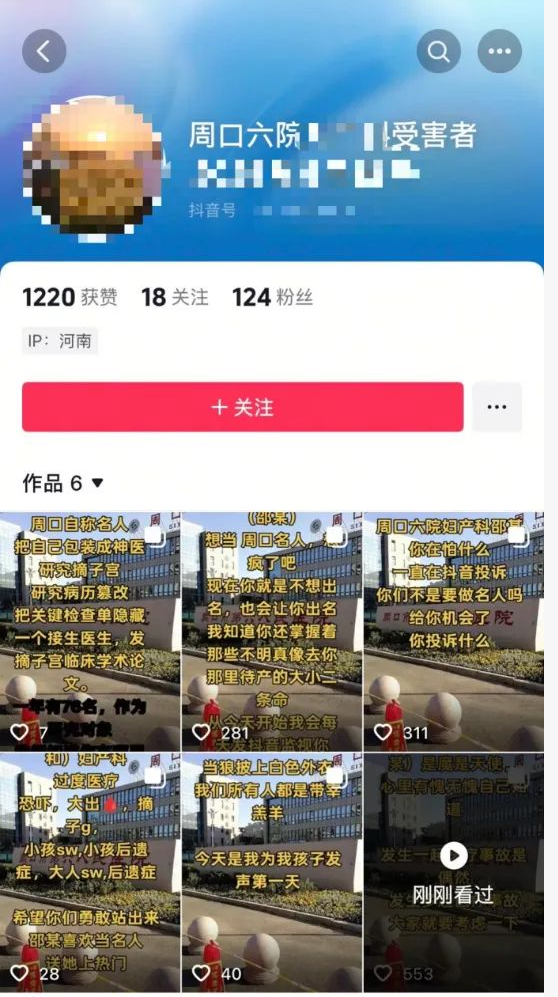 周口六院
受害者
抖音号
1220 获赞 18 关注 124 粉丝
IP：河南
＋关注
作品 6
周口自称名人
把自己包装成神医
研究摘子宫
研究病历篡改
把关键检查单隐藏
一个接生医生，发
摘子宫临床学术论
文。
年有76名，作为
7
(邵某)
想当 周口名人，
疯了吧
现在你就是不想出
名，也会让你出名
我知道你还掌握着
那些不明真像去你
那里待产的大小二
条命
从今天开始我会每
天发抖音监视你
281
周口六院妇产科邵某
你在怕什么
一直在抖音投诉
你们不是要做名人吗
给你机会了
你投诉什么
311
和）妇产科
过度医疗
恐吓，大出🩸，摘
子g，
小孩sw,小孩后遗
症，大人sw,后遗症
希望你们勇敢站出来
邵某喜欢当名人
送她上热门
28
当狼披上白色外衣
我们所有人都是带宰
羔羊
今天是我为我孩子发
声第一天
40
某）是魔是天使，
心里有愧无愧自己知
道
发生一起 事故是
偶然
大家就要考虑一下
刚刚看过
553